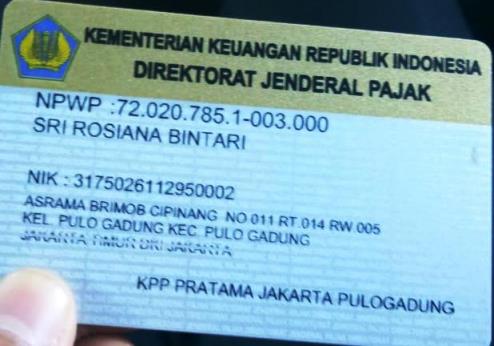 KEMENTERIAN KEUANGAN REPUBLIK INDONESIA
DIREKTORAT JENDERAL PAJAK
NPWP :72.020.785.1-003.000
SRI ROSIANA BINTARI
NIK : 3175026112950002
ASRAMA BRIMOB CIPINANG NO 011 RT.014 RW 005
KEL. PULO GADUNG KEC. PULO GADUNG
JAKARTA TIMUR DKI JAKARTA
KPP PRATAMA JAKARTA PULOGADUNG